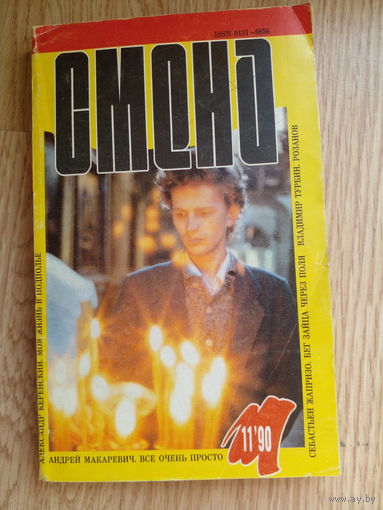 ISSN 0131—6656
смена
АЛЕКСАНДР КЕРЕНСКИЙ. МОЯ ЖИЗНЬ В ПОДПОЛЬЕ
АНДРЕЙ МАКАРЕВИЧ. ВСЕ ОЧЕНЬ ПРОСТО
СЕБАСТЬЕН ЖАПРИЗО. БЕГ ЗАЙЦА ЧЕРЕЗ ПОЛЯ ВЛАДИМИР ТУРБИН. РОЗАНОВ
11'90
www.ay.by